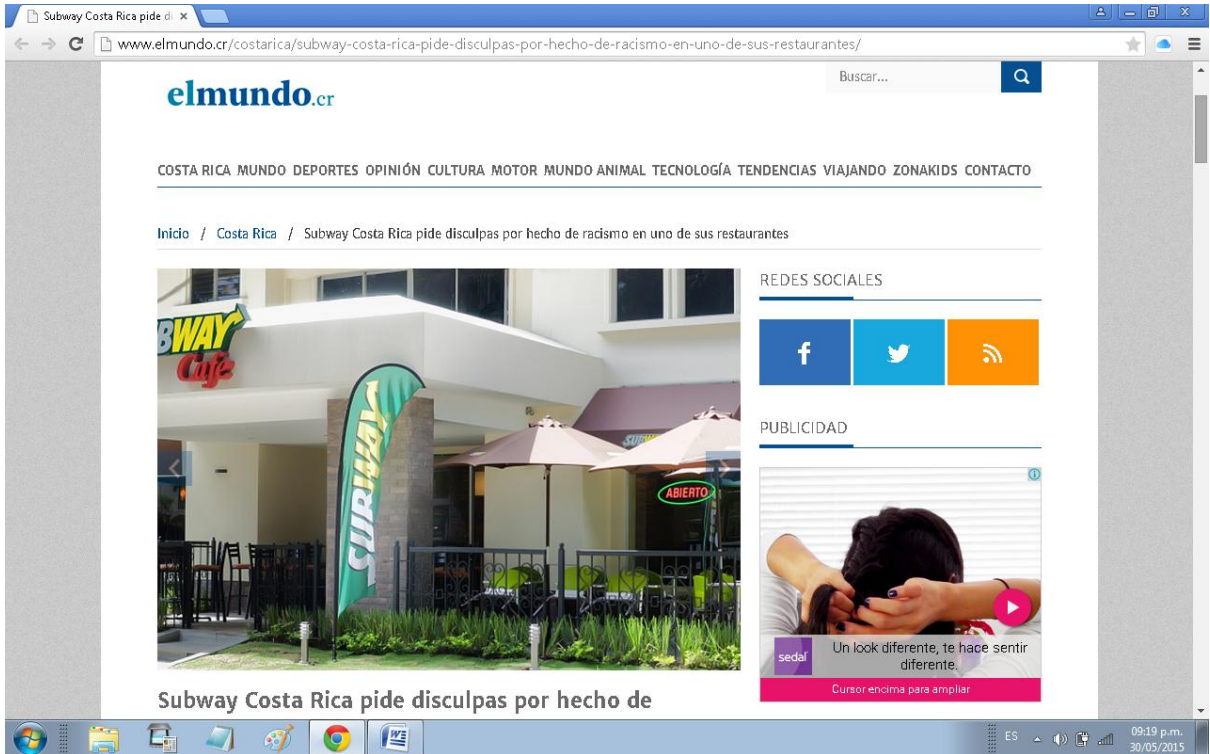 Subway Costa Rica pide di
www.elmundo.cr/costarica/subway-costa-rica-pide-disculpas-por-hecho-de-racismo-en-uno-de-sus-restaurantes/
elmundo.cr
Buscar...
COSTA RICA MUNDO DEPORTES OPINIÓN CULTURA MOTOR MUNDO ANIMAL TECNOLOGÍA TENDENCIAS VIAJANDO ZONAKIDS CONTACTO
Inicio / Costa Rica / Subway Costa Rica pide disculpas por hecho de racismo en uno de sus restaurantes
BWAY
Cafe
SUBWAY
ABIERTO
REDES SOCIALES
PUBLICIDAD
sedal
Un look diferente, te hace sentir
diferente.
Cursor encima para ampliar
Subway Costa Rica pide disculpas por hecho de
ES
09:19 p.m.
30/05/2015